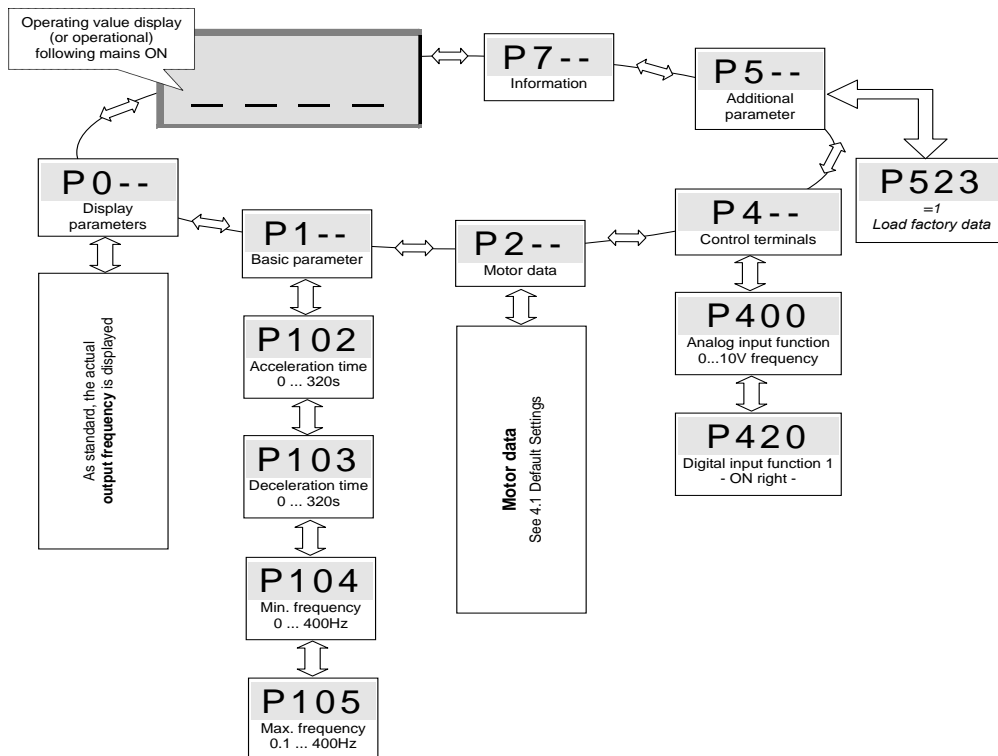 Operating value display
(or operational)
following mains ON
P7--
Information
P5--
Additional
parameter
P523
=1
Load factory data
P0--
Display
parameters
As standard, the actual
output frequency is displayed
P1--
Basic parameter
P102
Acceleration time
0 ... 320s
P103
Deceleration time
0 ... 320s
P104
Min. frequency
0 ... 400Hz
P105
Max. frequency
0.1 ... 400Hz
P2--
Motor data
Motor data
See 4.1 Default Settings
P4--
Control terminals
P400
Analog input function
0...10V frequency
P420
Digital input function 1
- ON right -